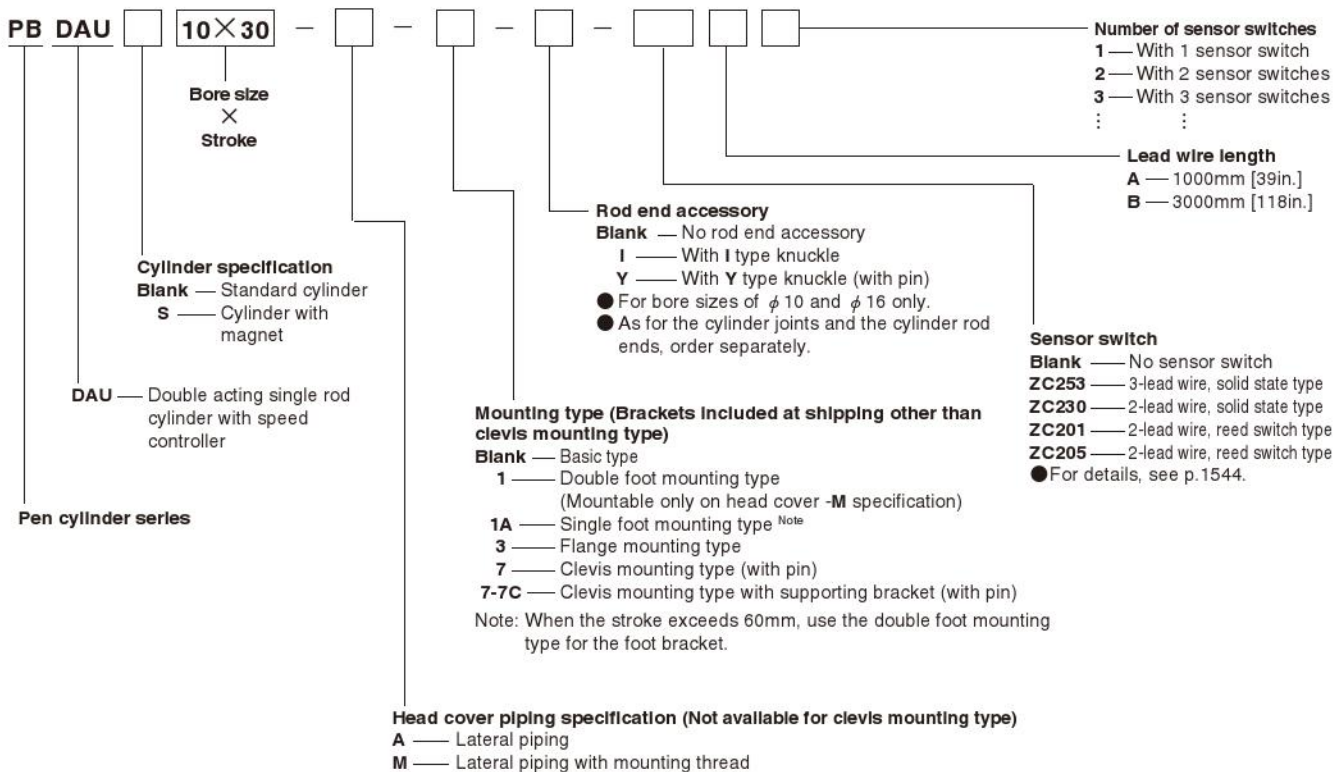 PB DAU 10×30 – – – –
Bore size
×
Stroke
Number of sensor switches
1 — With 1 sensor switch
2 — With 2 sensor switches
3 — With 3 sensor switches
⋮ ⋮
Lead wire length
A — 1000mm [39in.]
B — 3000mm [118in.]
Sensor switch
Blank — No sensor switch
ZC253 — 3-lead wire, solid state type
ZC230 — 2-lead wire, solid state type
ZC201 — 2-lead wire, reed switch type
ZC205 — 2-lead wire, reed switch type
●For details, see p.1544.
Rod end accessory
Blank — No rod end accessory
I — With I type knuckle
Y — With Y type knuckle (with pin)
● For bore sizes of φ 10 and φ 16 only.
● As for the cylinder joints and the cylinder rod
ends, order separately.
Mounting type (Brackets included at shipping other than
clevis mounting type)
Blank — Basic type
1 — Double foot mounting type
(Mountable only on head cover -M specification)
1A — Single foot mounting type Note
3 — Flange mounting type
7 — Clevis mounting type (with pin)
7-7C — Clevis mounting type with supporting bracket (with pin)
Note: When the stroke exceeds 60mm, use the double foot mounting
type for the foot bracket.
Head cover piping specification (Not available for clevis mounting type)
A — Lateral piping
M — Lateral piping with mounting thread
Cylinder specification
Blank — Standard cylinder
S — Cylinder with
magnet
DAU — Double acting single rod
cylinder with speed
controller
Pen cylinder series